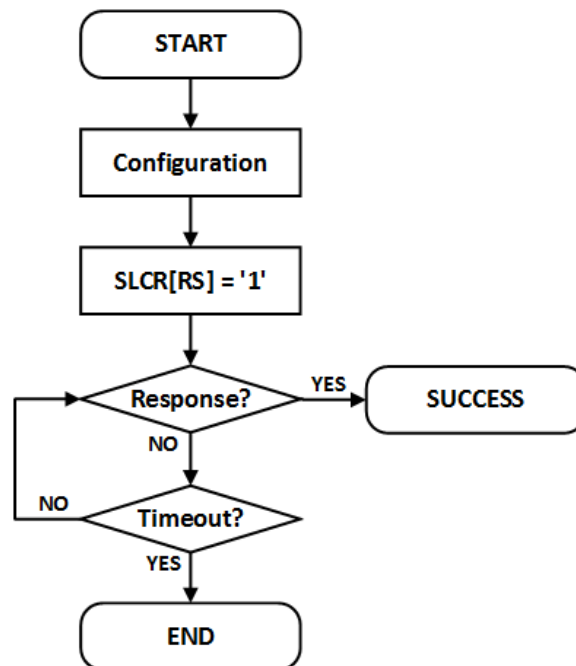 START
Configuration
SLCR[RS] = '1'
Response?
YES
SUCCESS
NO
NO
Timeout?
YES
END